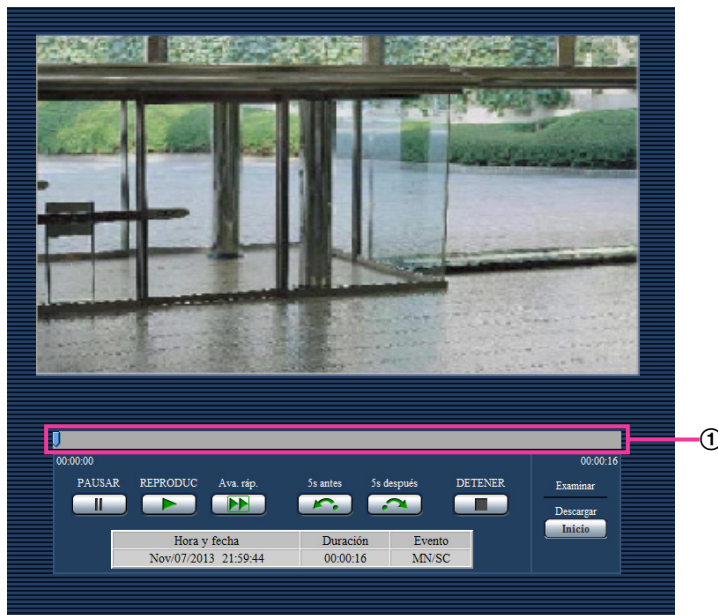 ①
00:00:00 00:00:16
PAUSAR REPRODUC Ava. ráp. 5s antes 5s después DETENER Examinar
Descargar
Inicio
Hora y fecha Duración Evento
Nov/07/2013 21:59:44 00:00:16 MN/SC